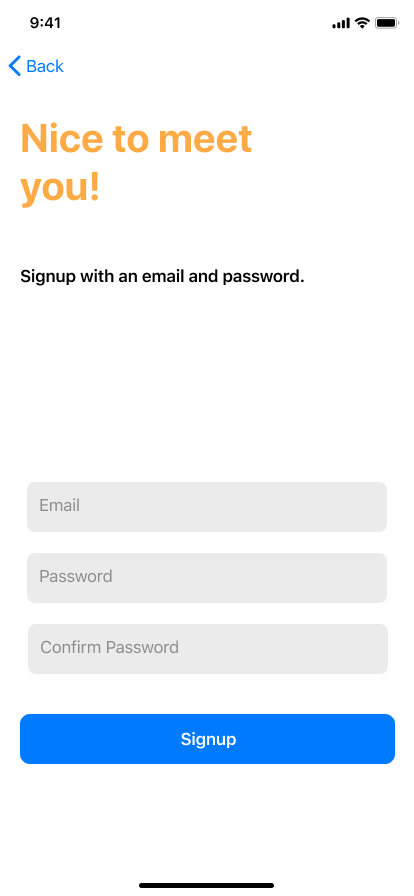 9:41
Back
Nice to meet
you!
Signup with an email and password.
Email
Password
Confirm Password
Signup